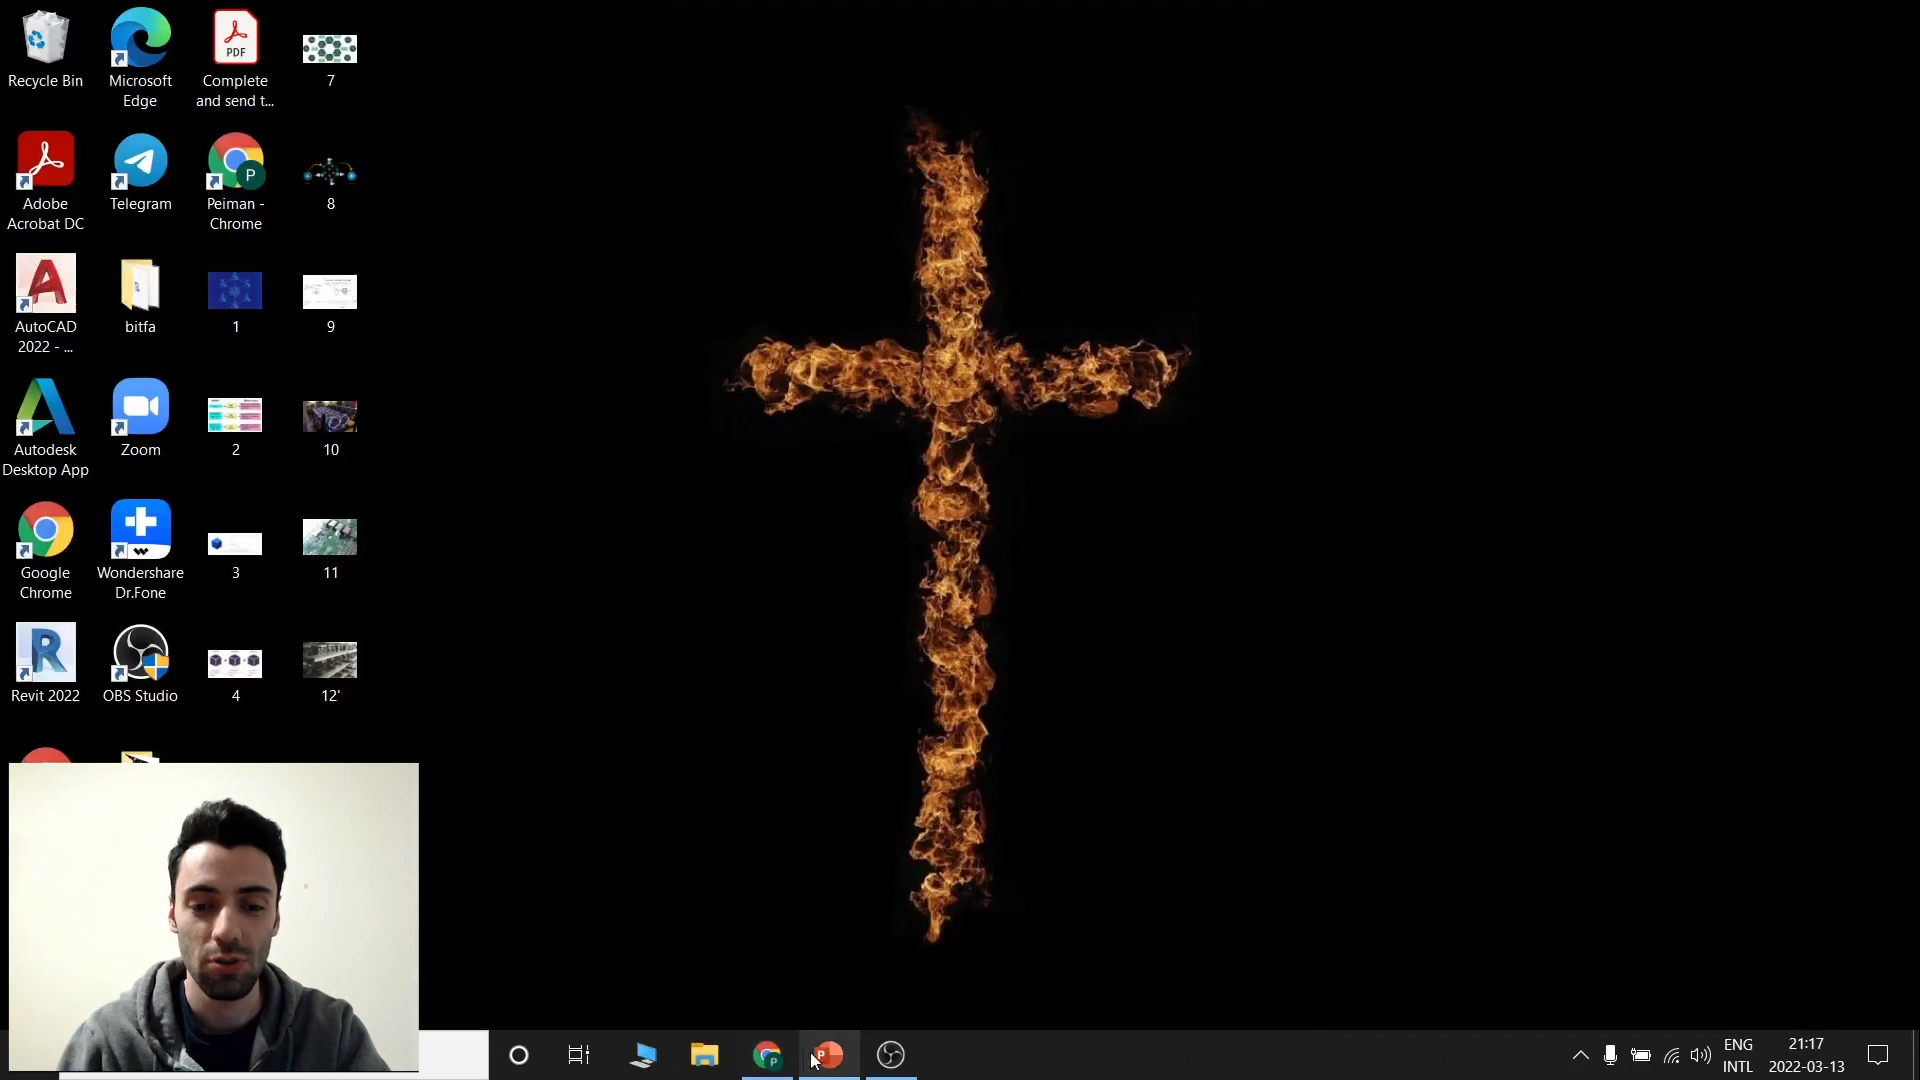 Recycle Bin
Microsoft
Edge
PDF
Complete
and send t...
7
Adobe
Acrobat DC
Telegram
P
Peiman -
Chrome
8
A
AutoCAD
2022 - ...
bitfa
1
9
Autodesk
Desktop App
Zoom
2
10
Google
Chrome
Wondershare
Dr.Fone
3
11
R
Revit 2022
OBS Studio
4
12'
P
P
ENG
INTL
21:17
2022-03-13